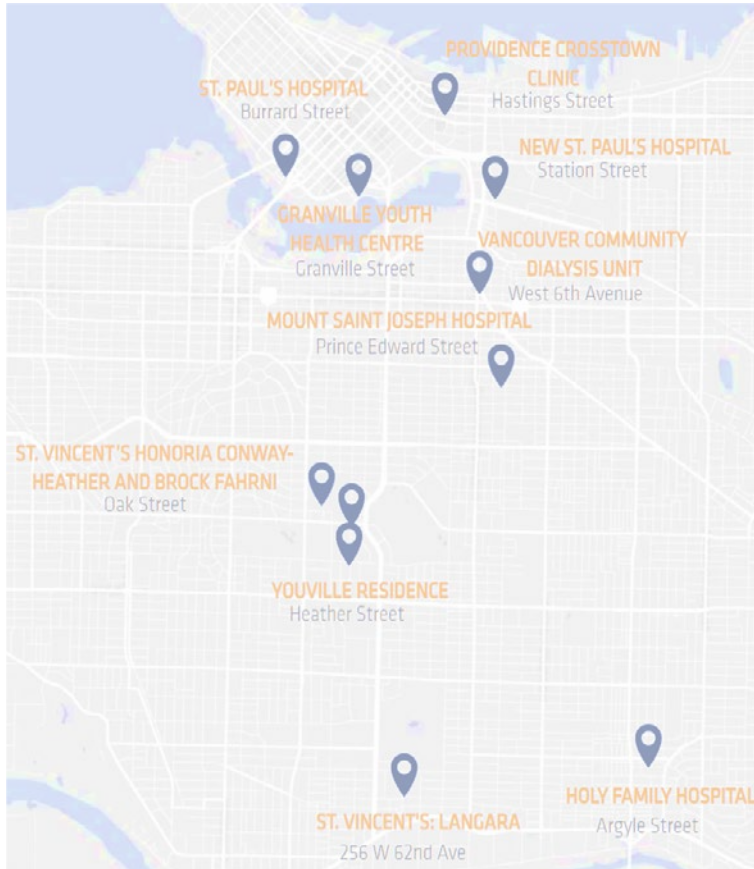 PROVIDENCE CROSSTOWN
CLINIC
Hastings Street
ST. PAUL'S HOSPITAL
Burrard Street
NEW ST. PAUL'S HOSPITAL
Station Street
GRANVILLE YOUTH
HEALTH CENTRE
Granville Street
VANCOUVER COMMUNITY
DIALYSIS UNIT
West 6th Avenue
MOUNT SAINT JOSEPH HOSPITAL
Prince Edward Street
ST. VINCENT'S HONORIA CONWAY-
HEATHER AND BROCK FAHRNI
Oak Street
YOUVILLE RESIDENCE
Heather Street
HOLY FAMILY HOSPITAL
Argyle Street
ST. VINCENT'S: LANGARA
256 W 62nd Ave